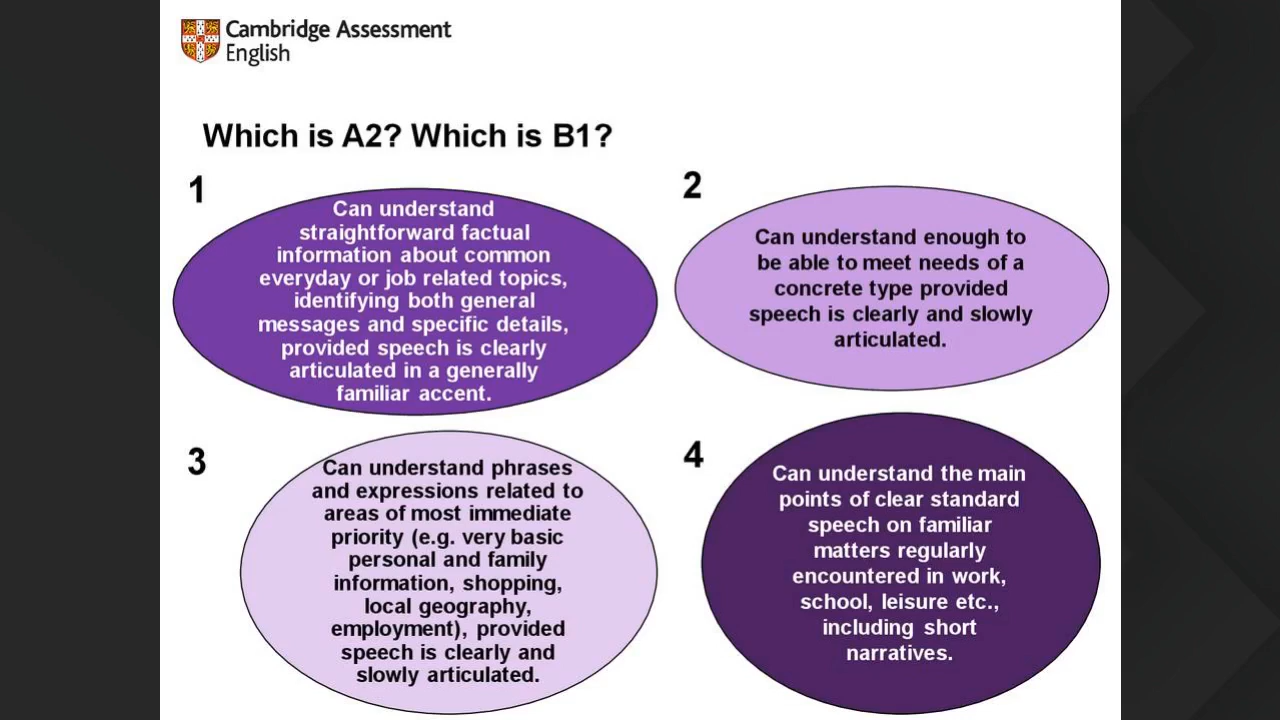 Cambridge Assessment
English
Which is A2? Which is B1?
1
Can understand
straightforward factual
information about common
everyday or job related topics,
identifying both general
messages and specific details,
provided speech is clearly
articulated in a generally
familiar accent.
2
Can understand enough to
be able to meet needs of a
concrete type provided
speech is clearly and slowly
articulated.
3
Can understand phrases
and expressions related to
areas of most immediate
priority (e.g. very basic
personal and family
information, shopping,
local geography,
employment), provided
speech is clearly and
slowly articulated.
4
Can understand the main
points of clear standard
speech on familiar
matters regularly
encountered in work,
school, leisure etc.,
including short
narratives.